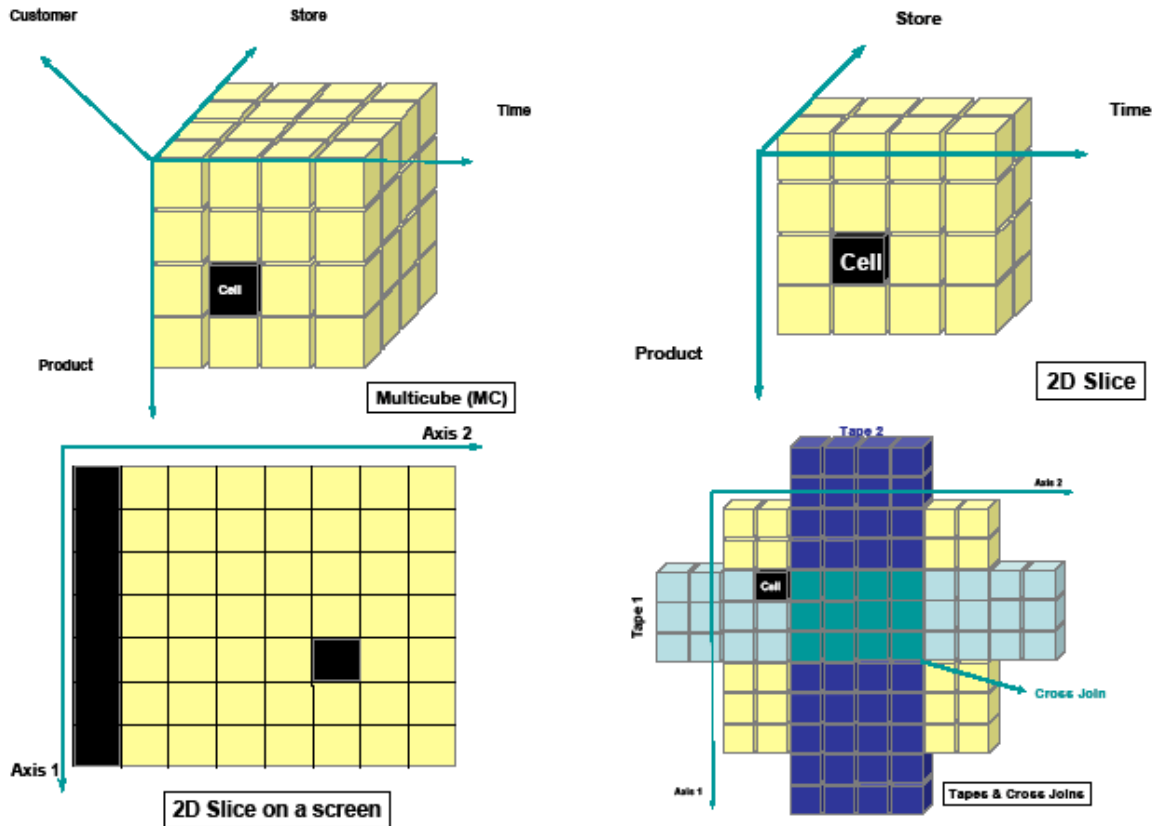 Customer
Store
Time
Cell
Product
Multicube (MC)
Store
Time
Cell
Product
2D Slice
Axis 2
Axis 1
2D Slice on a screen
Tape 2
Axis 2
Cell
Tape 1
Cross Join
Axis 1
Tapes & Cross Joins